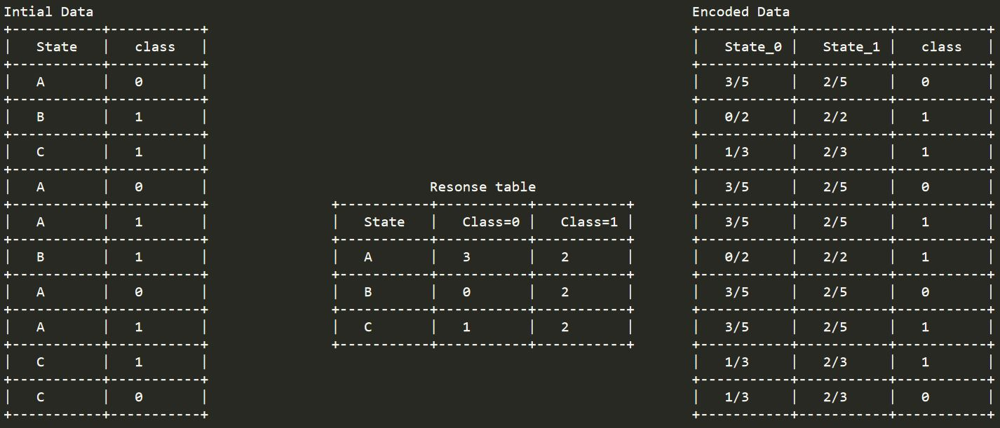 Intial Data
+-----------+-----------+
|   State   |   class   |
+-----------+-----------+
|   A       |   0       |
+-----------+-----------+
|   B       |   1       |
+-----------+-----------+
|   C       |   1       |
+-----------+-----------+
|   A       |   0       |
+-----------+-----------+
|   A       |   1       |
+-----------+-----------+
|   B       |   1       |
+-----------+-----------+
|   A       |   0       |
+-----------+-----------+
|   A       |   1       |
+-----------+-----------+
|   C       |   1       |
+-----------+-----------+
|   C       |   0       |
+-----------+-----------+
Resonse table
+-----------+-----------+-----------+
|   State   |   Class=0 |   Class=1 |
+-----------+-----------+-----------+
|   A       |   3       |   2       |
+-----------+-----------+-----------+
|   B       |   0       |   2       |
+-----------+-----------+-----------+
|   C       |   1       |   2       |
+-----------+-----------+-----------+
Encoded Data
+-----------+-----------+-----------+
|   State_0 |   State_1 |   class   |
+-----------+-----------+-----------+
|   3/5     |   2/5     |   0       |
+-----------+-----------+-----------+
|   0/2     |   2/2     |   1       |
+-----------+-----------+-----------+
|   1/3     |   2/3     |   1       |
+-----------+-----------+-----------+
|   3/5     |   2/5     |   0       |
+-----------+-----------+-----------+
|   3/5     |   2/5     |   1       |
+-----------+-----------+-----------+
|   0/2     |   2/2     |   1       |
+-----------+-----------+-----------+
|   3/5     |   2/5     |   0       |
+-----------+-----------+-----------+
|   3/5     |   2/5     |   1       |
+-----------+-----------+-----------+
|   1/3     |   2/3     |   1       |
+-----------+-----------+-----------+
|   1/3     |   2/3     |   0       |
+-----------+-----------+-----------+